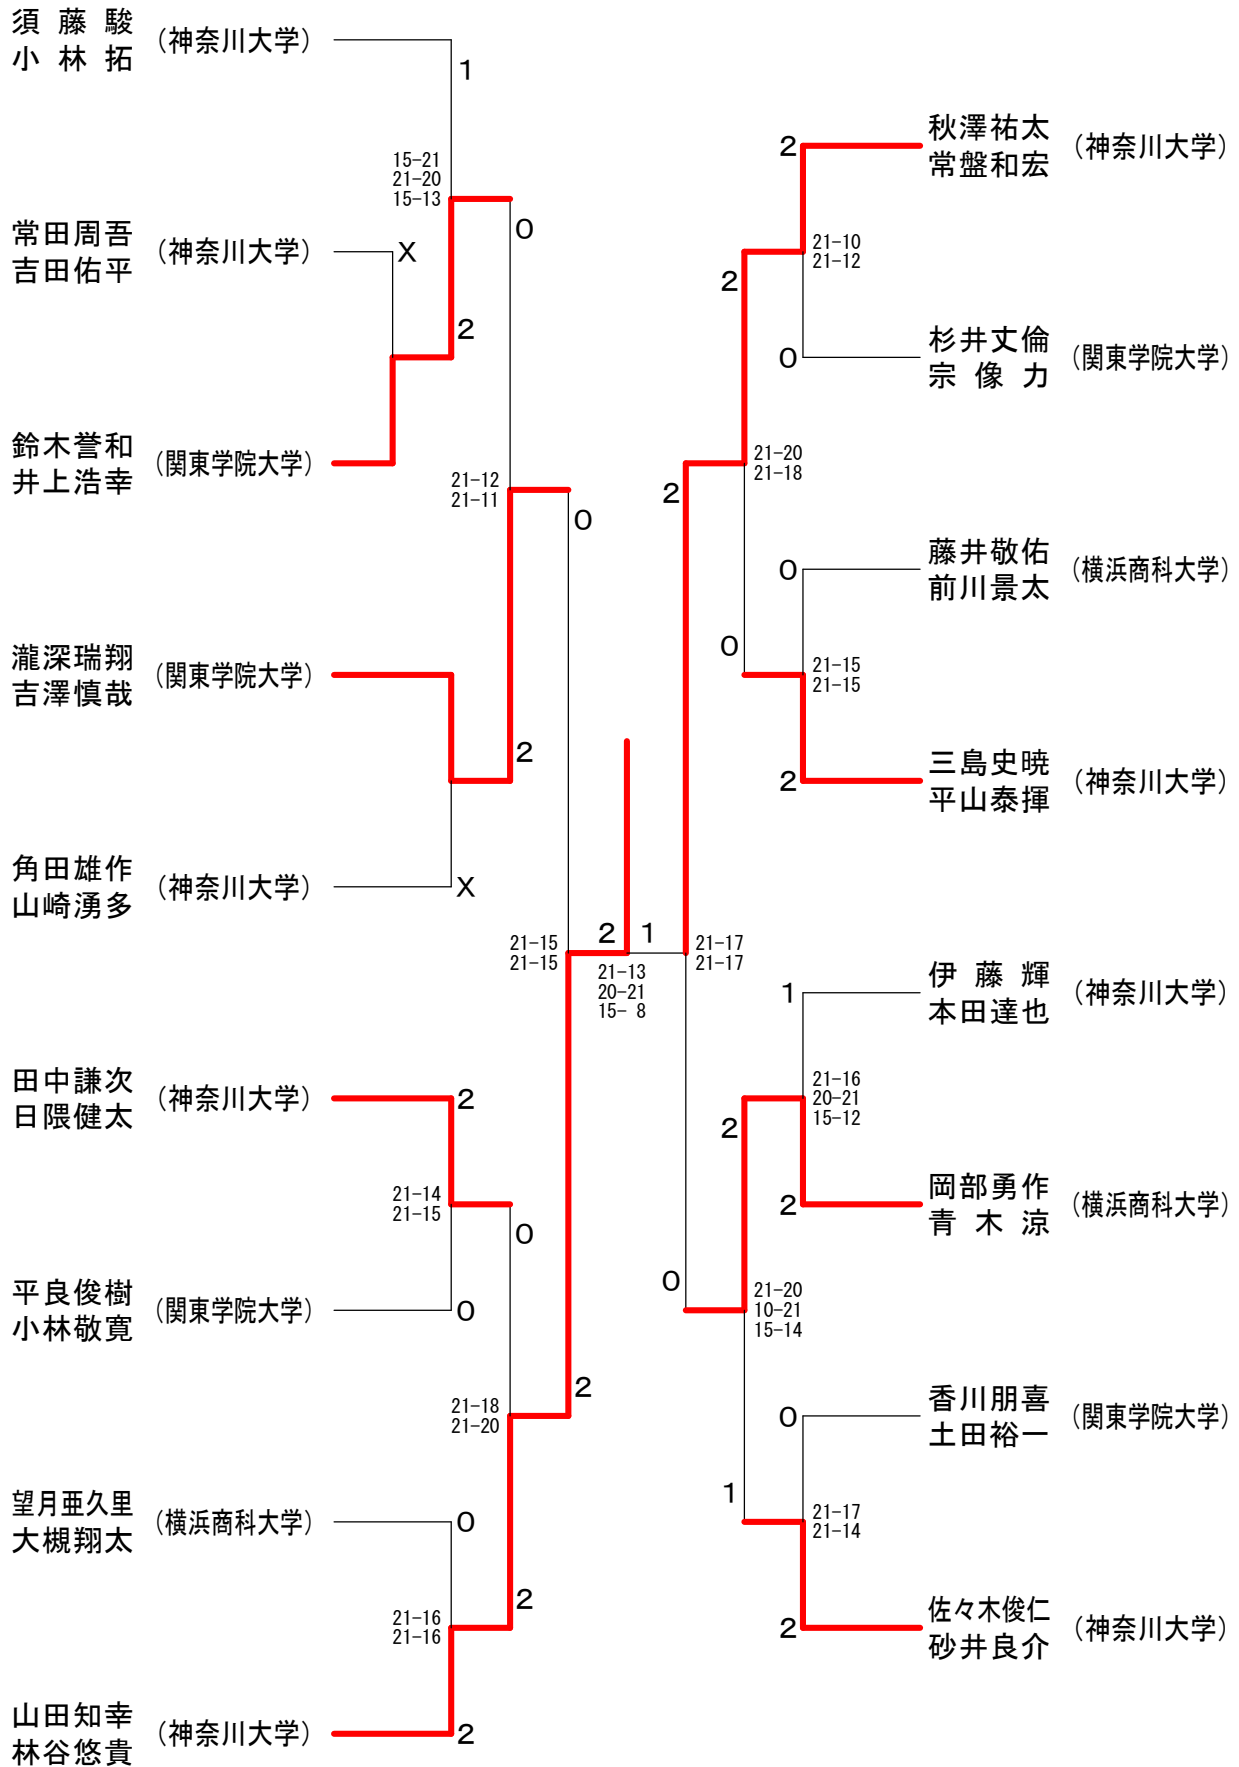 須藤駿
小林拓
（神奈川大学）
1
15-21
21-20
15-13
0
常田周吾
吉田佑平
（神奈川大学）
X
2
鈴木誉和
井上浩幸
（関東学院大学）
21-12
21-11
0
瀧深瑞翔
吉澤慎哉
（関東学院大学）
2
角田雄作
山崎湧多
（神奈川大学）
X
21-15
21-15
2
1
21-13
20-21
15- 8
田中謙次
日隈健太
（神奈川大学）
2
21-14
21-15
0
平良俊樹
小林敬寛
（関東学院大学）
0
21-18
21-20
2
望月亜久里
大槻翔太
（横浜商科大学）
0
21-16
21-16
2
山田知幸
林谷悠貴
（神奈川大学）
2
2
秋澤祐太
常盤和宏
（神奈川大学）
2
21-10
21-12
0
杉井丈倫
宗像力
（関東学院大学）
2
21-20
21-18
0
藤井敬佑
前川景太
（横浜商科大学）
0
21-15
21-15
2
三島史暁
平山泰揮
（神奈川大学）
21-17
21-17
1
伊藤輝
本田達也
（神奈川大学）
2
21-16
20-21
15-12
2
岡部勇作
青木涼
（横浜商科大学）
0
21-20
10-21
15-14
0
香川朋喜
土田裕一
（関東学院大学）
1
21-17
21-14
2
佐々木俊仁
砂井良介
（神奈川大学）